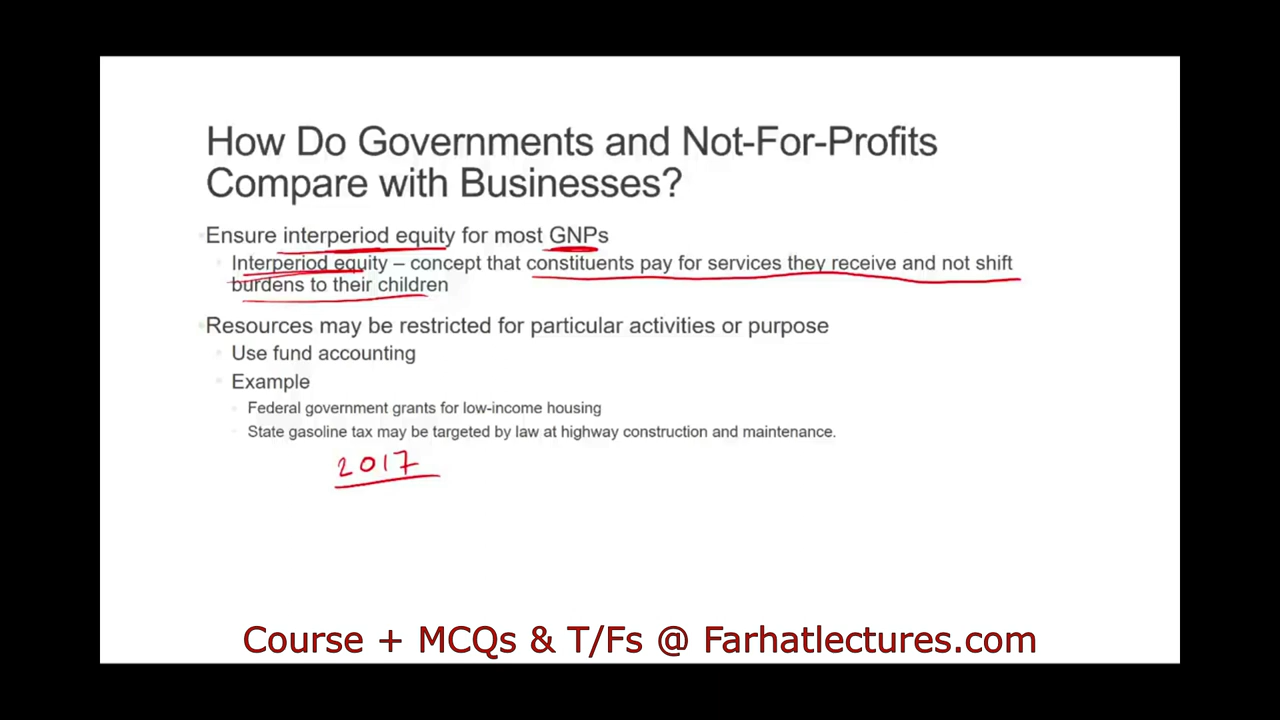 How Do Governments and Not-For-Profits
Compare with Businesses?
Ensure interperiod equity for most GNPs
Interperiod equity – concept that constituents pay for services they receive and not shift
burdens to their children
Resources may be restricted for particular activities or purpose
Use fund accounting
Example
Federal government grants for low-income housing
State gasoline tax may be targeted by law at highway construction and maintenance.
2017
Course + MCQs & T/Fs @ Farhatlectures.com